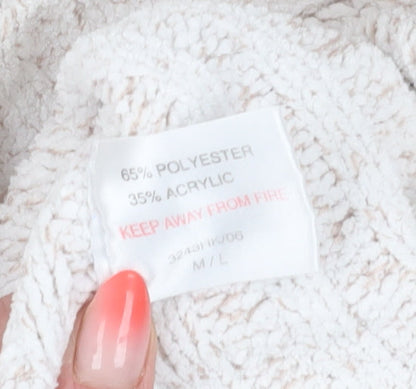 65% POLYESTER
35% ACRYLIC
KEEP AWAY FROM FIRE
M / L